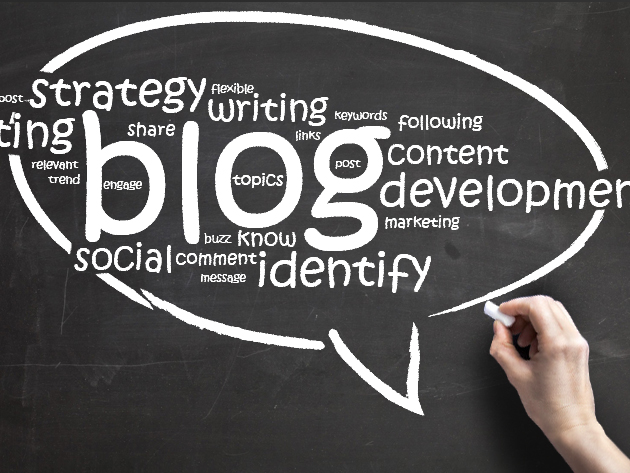 post
strategy
flexible
writing
keywords
ting
share
links
following
blog
relevant
trend
engage
topics
post
content
developmen
marketing
buzz
know
social
comment
message
identify